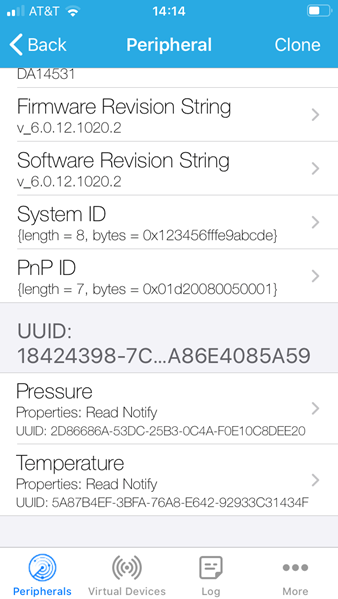 AT&T 14:14
Back Peripheral Clone
DA14531
Firmware Revision String
v_6.0.12.1020.2
Software Revision String
v_6.0.12.1020.2
System ID
{length = 8, bytes = 0x123456fffe9abcde}
PnP ID
{length = 7, bytes = 0x01d20080050001}
UUID:
18424398-7C...A86E4085A59
Pressure
Properties: Read Notify
UUID: 2D86686A-53DC-25B3-0C4A-F0E10C8DEE20
Temperature
Properties: Read Notify
UUID: 5A87B4EF-3BFA-76A8-E642-92933C31434F
Peripherals Virtual Devices Log More